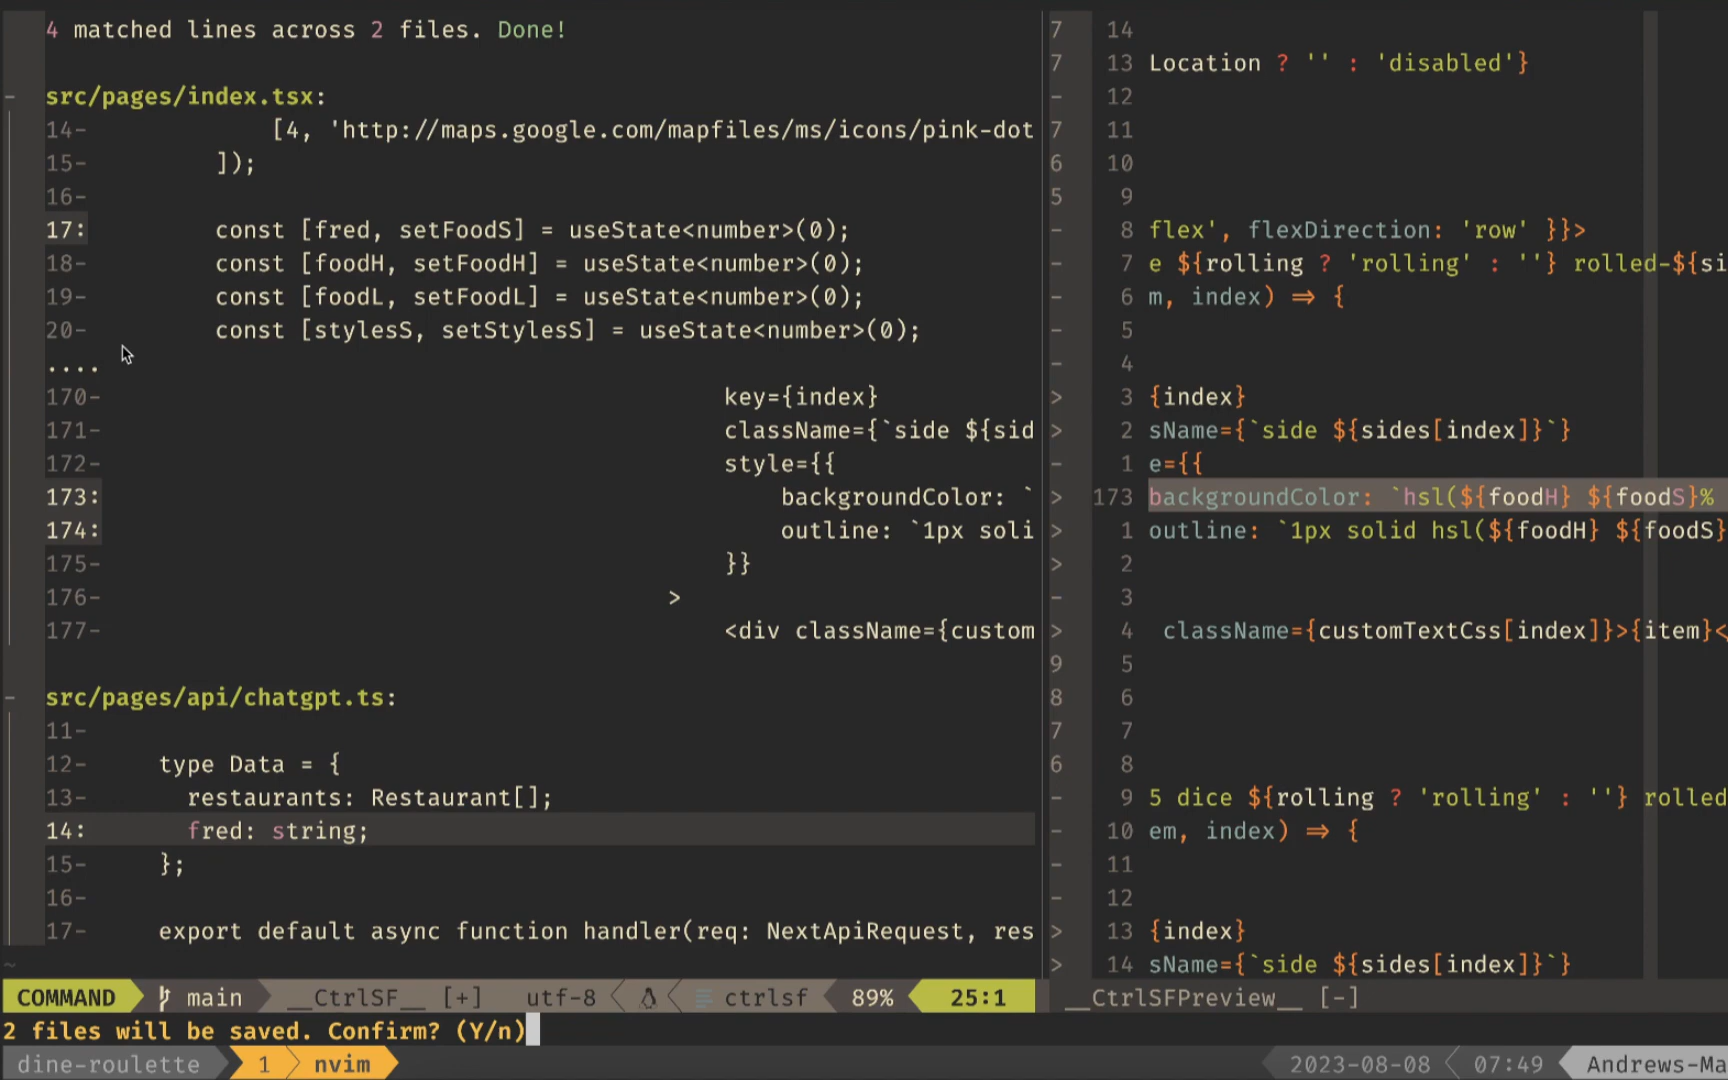 4 matched lines across 2 files. Done!
src/pages/index.tsx:
14- [4, 'http://maps.google.com/mapfiles/ms/icons/pink-dot
15- ]);
16-
17: const [fred, setFoodS] = useState<number>(0);
18- const [foodH, setFoodH] = useState<number>(0);
19- const [foodL, setFoodL] = useState<number>(0);
20- const [stylesS, setStylesS] = useState<number>(0);
....
170- key={index}
171- className={`side ${sid
172- style={{
173: backgroundColor: `
174: outline: `1px soli
175- }}
176- >
177- <div className={custom
src/pages/api/chatgpt.ts:
11-
12- type Data = {
13- restaurants: Restaurant[];
14: fred: string;
15- };
16-
17- export default async function handler(req: NextApiRequest, res
~
7 14
7 13 Location ? '' : 'disabled'}
- 12
7 11
6 10
5 9
- 8 flex', flexDirection: 'row' }}>
- 7 e ${rolling ? 'rolling' : ''} rolled-${si
- 6 m, index) => {
- 5
- 4
> 3 {index}
> 2 sName={`side ${sides[index]}`}
- 1 e={{
> 173 backgroundColor: `hsl(${foodH} ${foodS}%
> 1 outline: `1px solid hsl(${foodH} ${foodS}
> 2
- 3
> 4 className={customTextCss[index]}>{item}<
9 5
8 6
7 7
6 8
- 9 5 dice ${rolling ? 'rolling' : ''} rolled
- 10 em, index) => {
- 11
- 12
> 13 {index}
> 14 sName={`side ${sides[index]}`}
COMMAND main __CtrlSF__ [+] utf-8 ctrlsf 89% 25:1
__CtrlSFPreview__ [-]
2 files will be saved. Confirm? (Y/n)
dine-roulette 1 nvim 2023-08-08 07:49 Andrews-Ma